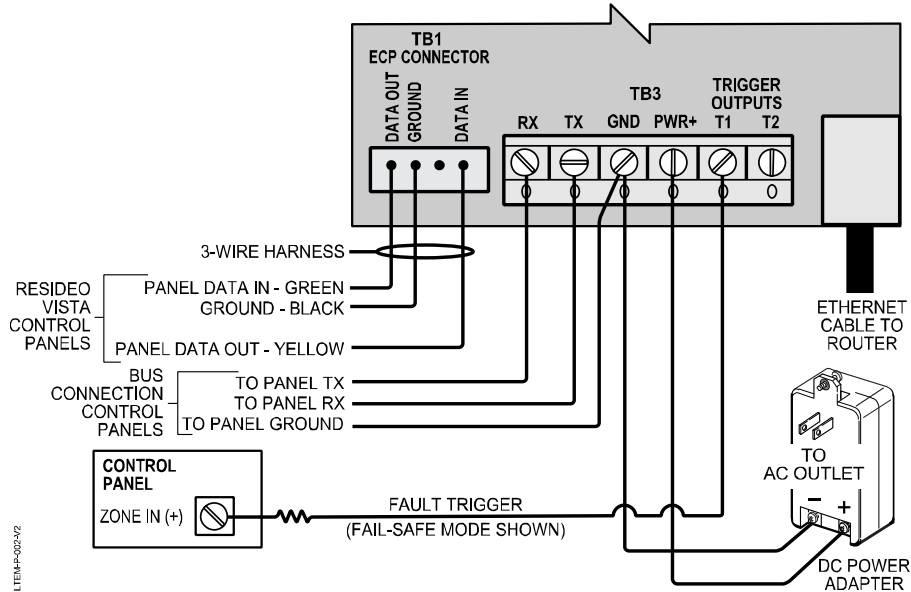 TB1
ECP CONNECTOR
DATA OUT
GROUND
DATA IN
TB3
TRIGGER
OUTPUTS
RX TX GND PWR+ T1 T2
3-WIRE HARNESS
RESIDEO
VISTA
CONTROL
PANELS
PANEL DATA IN - GREEN
GROUND - BLACK
PANEL DATA OUT - YELLOW
BUS
CONNECTION
CONTROL
PANELS
TO PANEL TX
TO PANEL RX
TO PANEL GROUND
ETHERNET
CABLE TO
ROUTER
CONTROL
PANEL
ZONE IN (+)
FAULT TRIGGER
(FAIL-SAFE MODE SHOWN)
TO
AC OUTLET
- +
DC POWER
ADAPTER
LTEM-P-002-V2